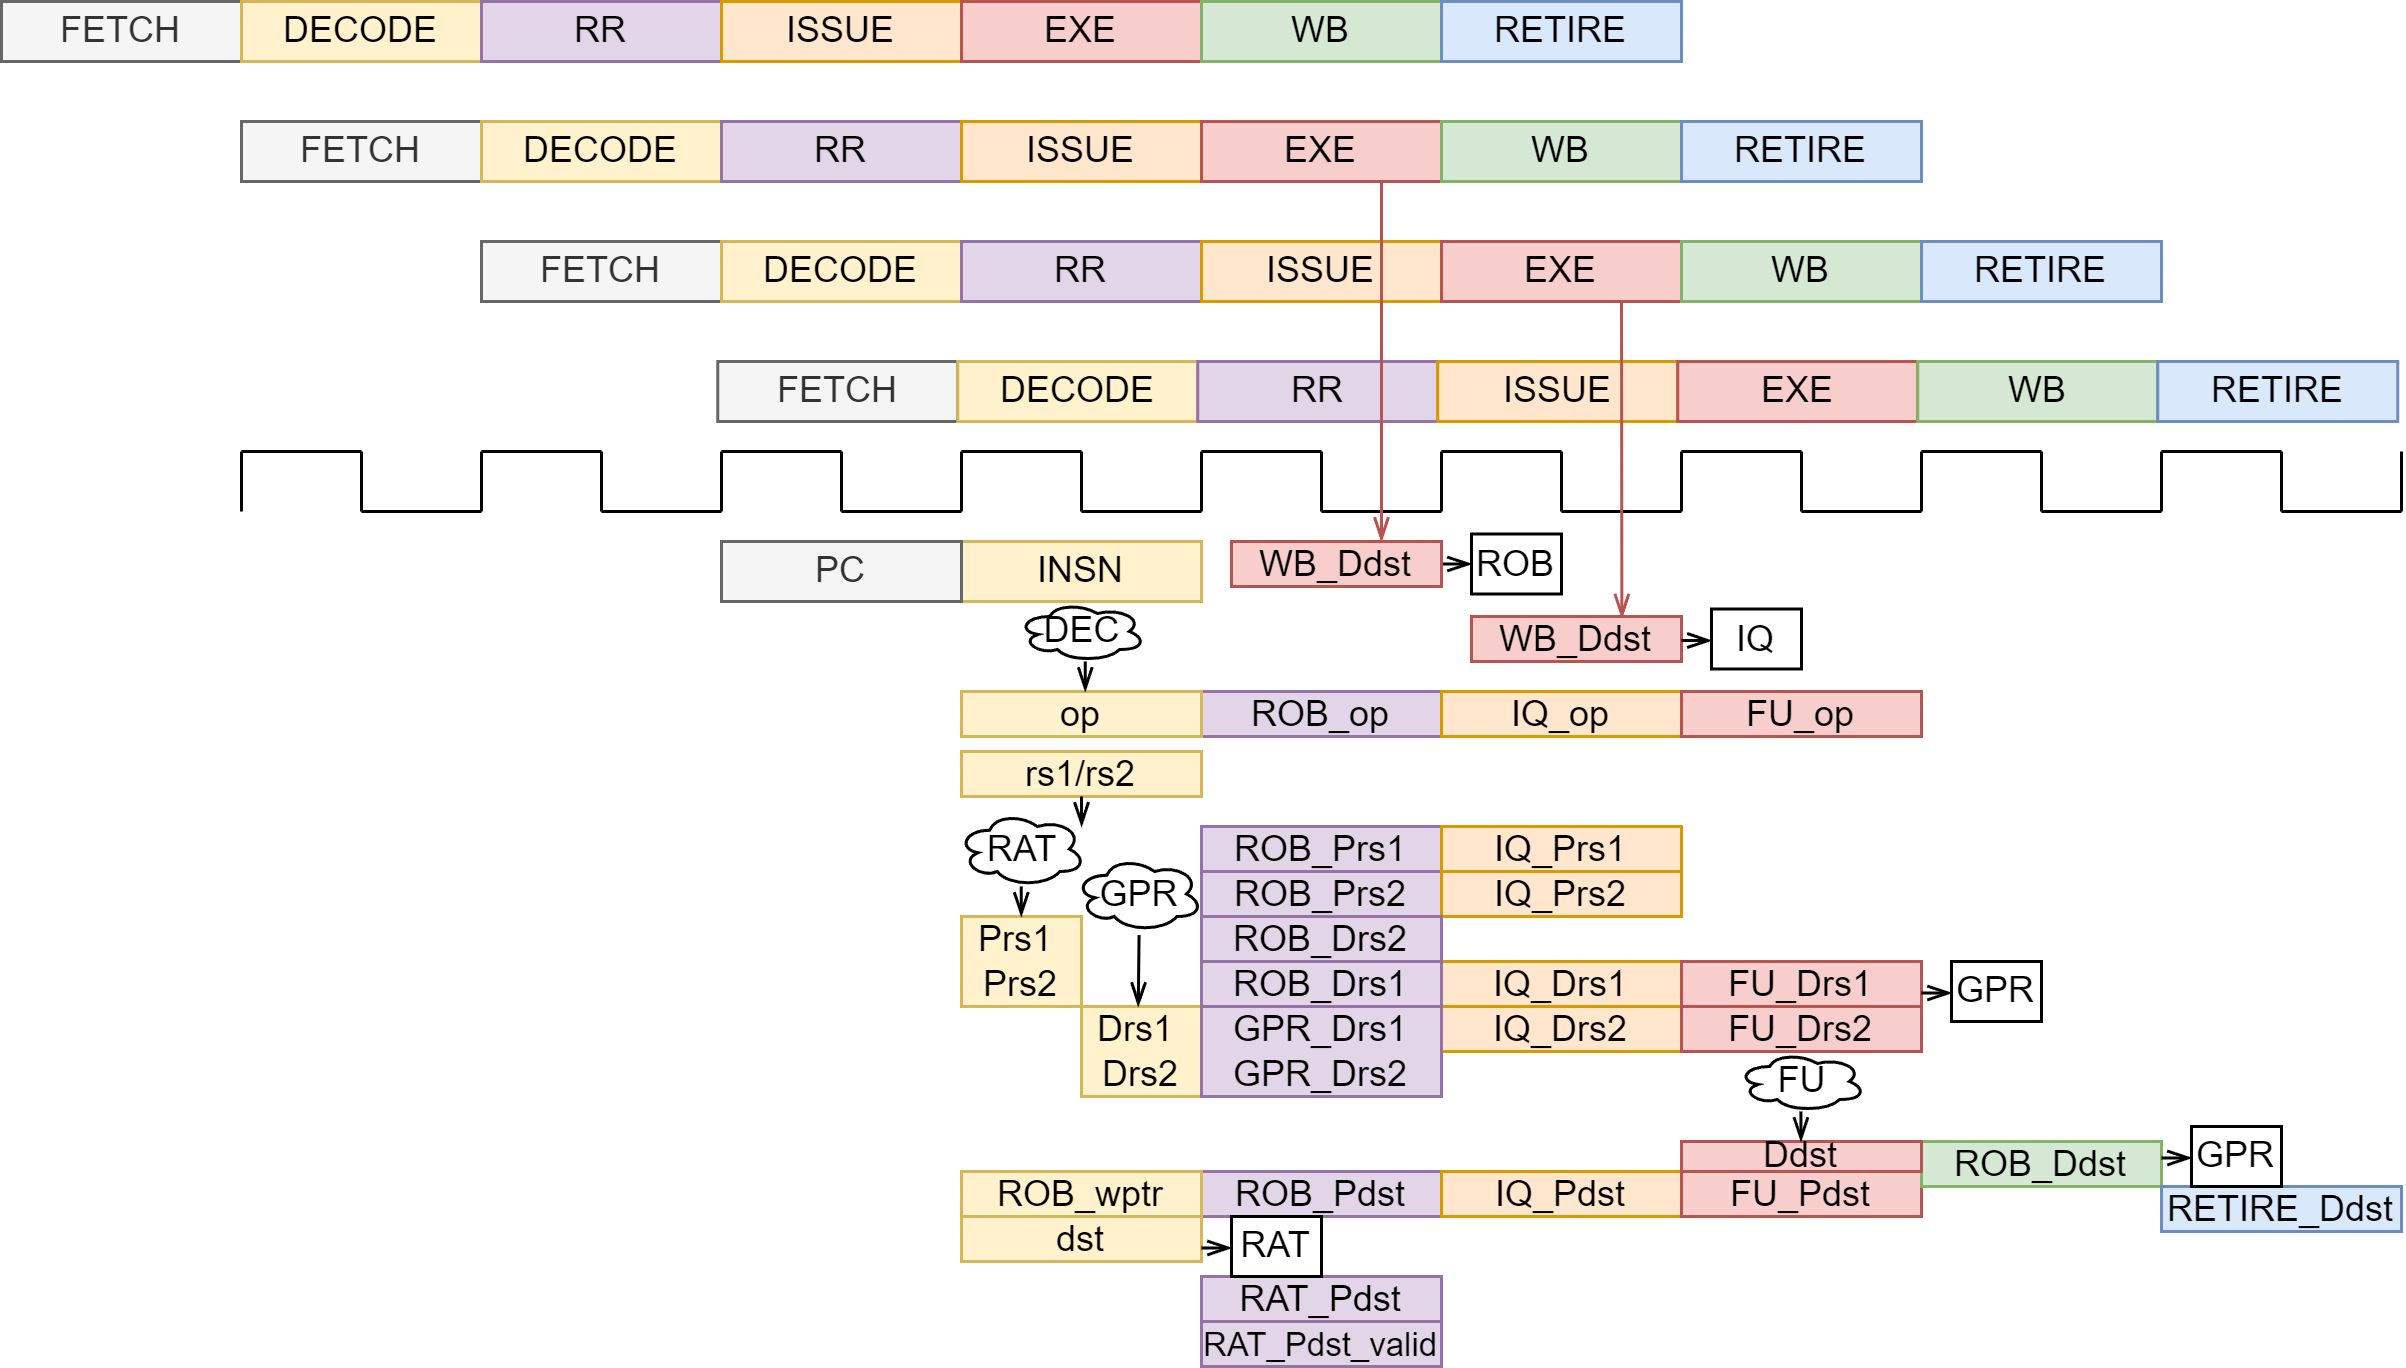 FETCH DECODE RR ISSUE EXE WB RETIRE
FETCH DECODE RR ISSUE EXE WB RETIRE
FETCH DECODE RR ISSUE EXE WB RETIRE
FETCH DECODE RR ISSUE EXE WB RETIRE
PC INSN WB_Ddst ROB
DEC WB_Ddst IQ
op ROB_op IQ_op FU_op
rs1/rs2
RAT ROB_Prs1 IQ_Prs1
GPR ROB_Prs2 IQ_Prs2
Prs1 ROB_Drs2
Prs2 ROB_Drs1 IQ_Drs1 FU_Drs1 GPR
Drs1 GPR_Drs1 IQ_Drs2 FU_Drs2
Drs2 GPR_Drs2 FU
Ddst ROB_Ddst GPR
ROB_wptr ROB_Pdst IQ_Pdst FU_Pdst RETIRE_Ddst
dst RAT
RAT_Pdst
RAT_Pdst_valid